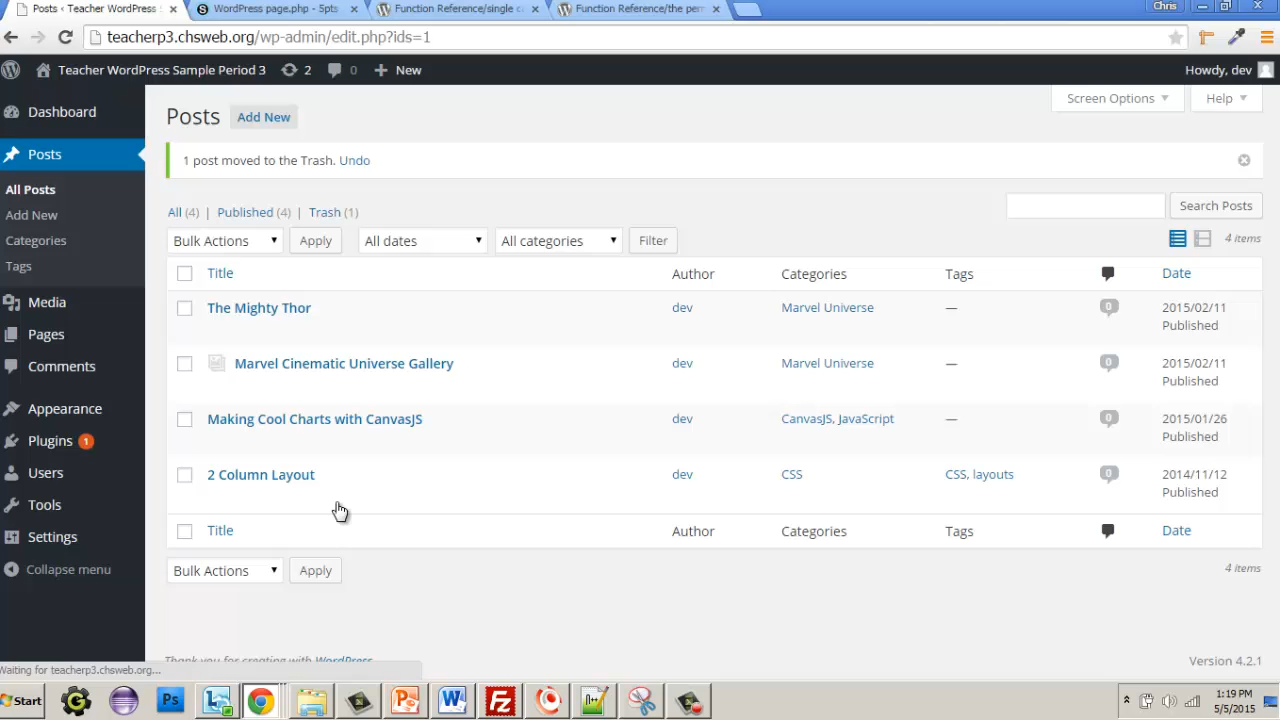 Posts ‹ Teacher WordPress S
WordPress page.php - 5pts
Function Reference/single c
Function Reference/the per
Chris
teacherp3.chsweb.org/wp-admin/edit.php?ids=1
Teacher WordPress Sample Period 3
2
0
New
Howdy, dev
Dashboard
Posts
All Posts
Add New
Categories
Tags
Media
Pages
Comments
Appearance
Plugins 1
Users
Tools
Settings
Collapse menu
Screen Options
Help
Posts Add New
1 post moved to the Trash. Undo
All (4) | Published (4) | Trash (1)
Search Posts
Bulk Actions Apply All dates All categories Filter
4 items
Title Author Categories Tags Date
The Mighty Thor dev Marvel Universe — 0 2015/02/11
Published
Marvel Cinematic Universe Gallery dev Marvel Universe — 0 2015/02/11
Published
Making Cool Charts with CanvasJS dev CanvasJS, JavaScript — 0 2015/01/26
Published
2 Column Layout dev CSS CSS, layouts 0 2014/11/12
Published
Title Author Categories Tags Date
Bulk Actions Apply
4 items
Thank you for creating with WordPress
Version 4.2.1
Waiting for teacherp3.chsweb.org...
Start
Ps
1:19 PM
5/5/2015